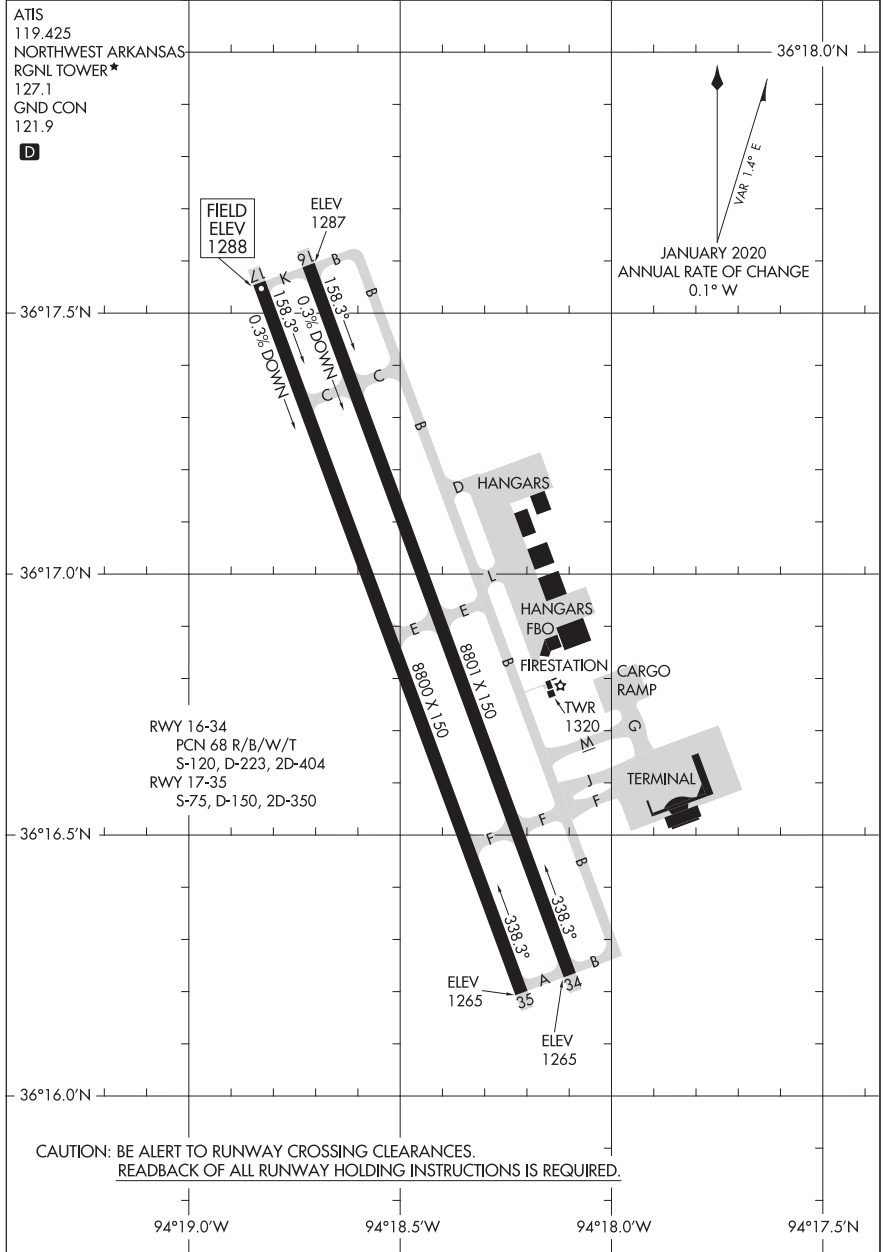 ATIS
119.425
NORTHWEST ARKANSAS
RGNL TOWER★
127.1
GND CON
121.9
D
36°18.0'N
VAR 1.4° E
JANUARY 2020
ANNUAL RATE OF CHANGE
0.1° W
FIELD
ELEV
1288
ELEV
1287
17
K
16
B
B
158.3°
0.3% DOWN
158.3°
0.3% DOWN
36°17.5'N
C
C
B
D
HANGARS
36°17.0'N
L
HANGARS
FBO
E
E
B
FIRESTATION
CARGO
RAMP
TWR
1320
8800 X 150
8801 X 150
G
M
J
F
TERMINAL
RWY 16-34
PCN 68 R/B/W/T
S-120, D-223, 2D-404
RWY 17-35
S-75, D-150, 2D-350
36°16.5'N
F
F
B
338.3°
338.3°
A
B
35
34
ELEV
1265
ELEV
1265
36°16.0'N
CAUTION: BE ALERT TO RUNWAY CROSSING CLEARANCES.
READBACK OF ALL RUNWAY HOLDING INSTRUCTIONS IS REQUIRED.
94°19.0'W
94°18.5'W
94°18.0'W
94°17.5'W